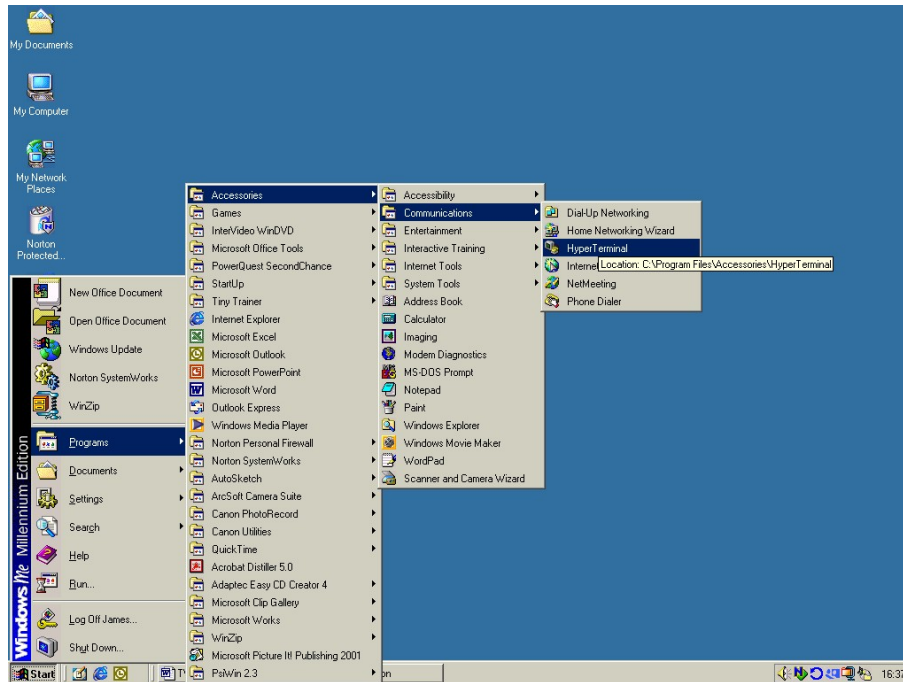 My Documents
My Computer
My Network
Places
Norton
Protected...
New Office Document
Open Office Document
Windows Update
Norton SystemWorks
WinZip
Programs
Documents
Settings
Search
Help
Run...
Log Off James...
Shut Down...
Windows Me Millennium Edition
Accessories
Games
InterVideo WinDVD
Microsoft Office Tools
PowerQuest SecondChance
StartUp
Tiny Trainer
Internet Explorer
Microsoft Excel
Microsoft Outlook
Microsoft PowerPoint
Microsoft Word
Outlook Express
Windows Media Player
Norton Personal Firewall
Norton SystemWorks
AutoSketch
ArcSoft Camera Suite
Canon PhotoRecord
Canon Utilities
QuickTime
Acrobat Distiller 5.0
Adaptec Easy CD Creator 4
Microsoft Clip Gallery
Microsoft Works
WinZip
Microsoft Picture It! Publishing 2001
PsiWin 2.3
Accessibility
Communications
Entertainment
Interactive Training
Internet Tools
System Tools
Address Book
Calculator
Imaging
Modem Diagnostics
MS-DOS Prompt
Notepad
Paint
Windows Explorer
Windows Movie Maker
WordPad
Scanner and Camera Wizard
Dial-Up Networking
Home Networking Wizard
HyperTerminal
Location: C:\Program Files\Accessories\HyperTerminal
NetMeeting
Phone Dialer
Start
16:37